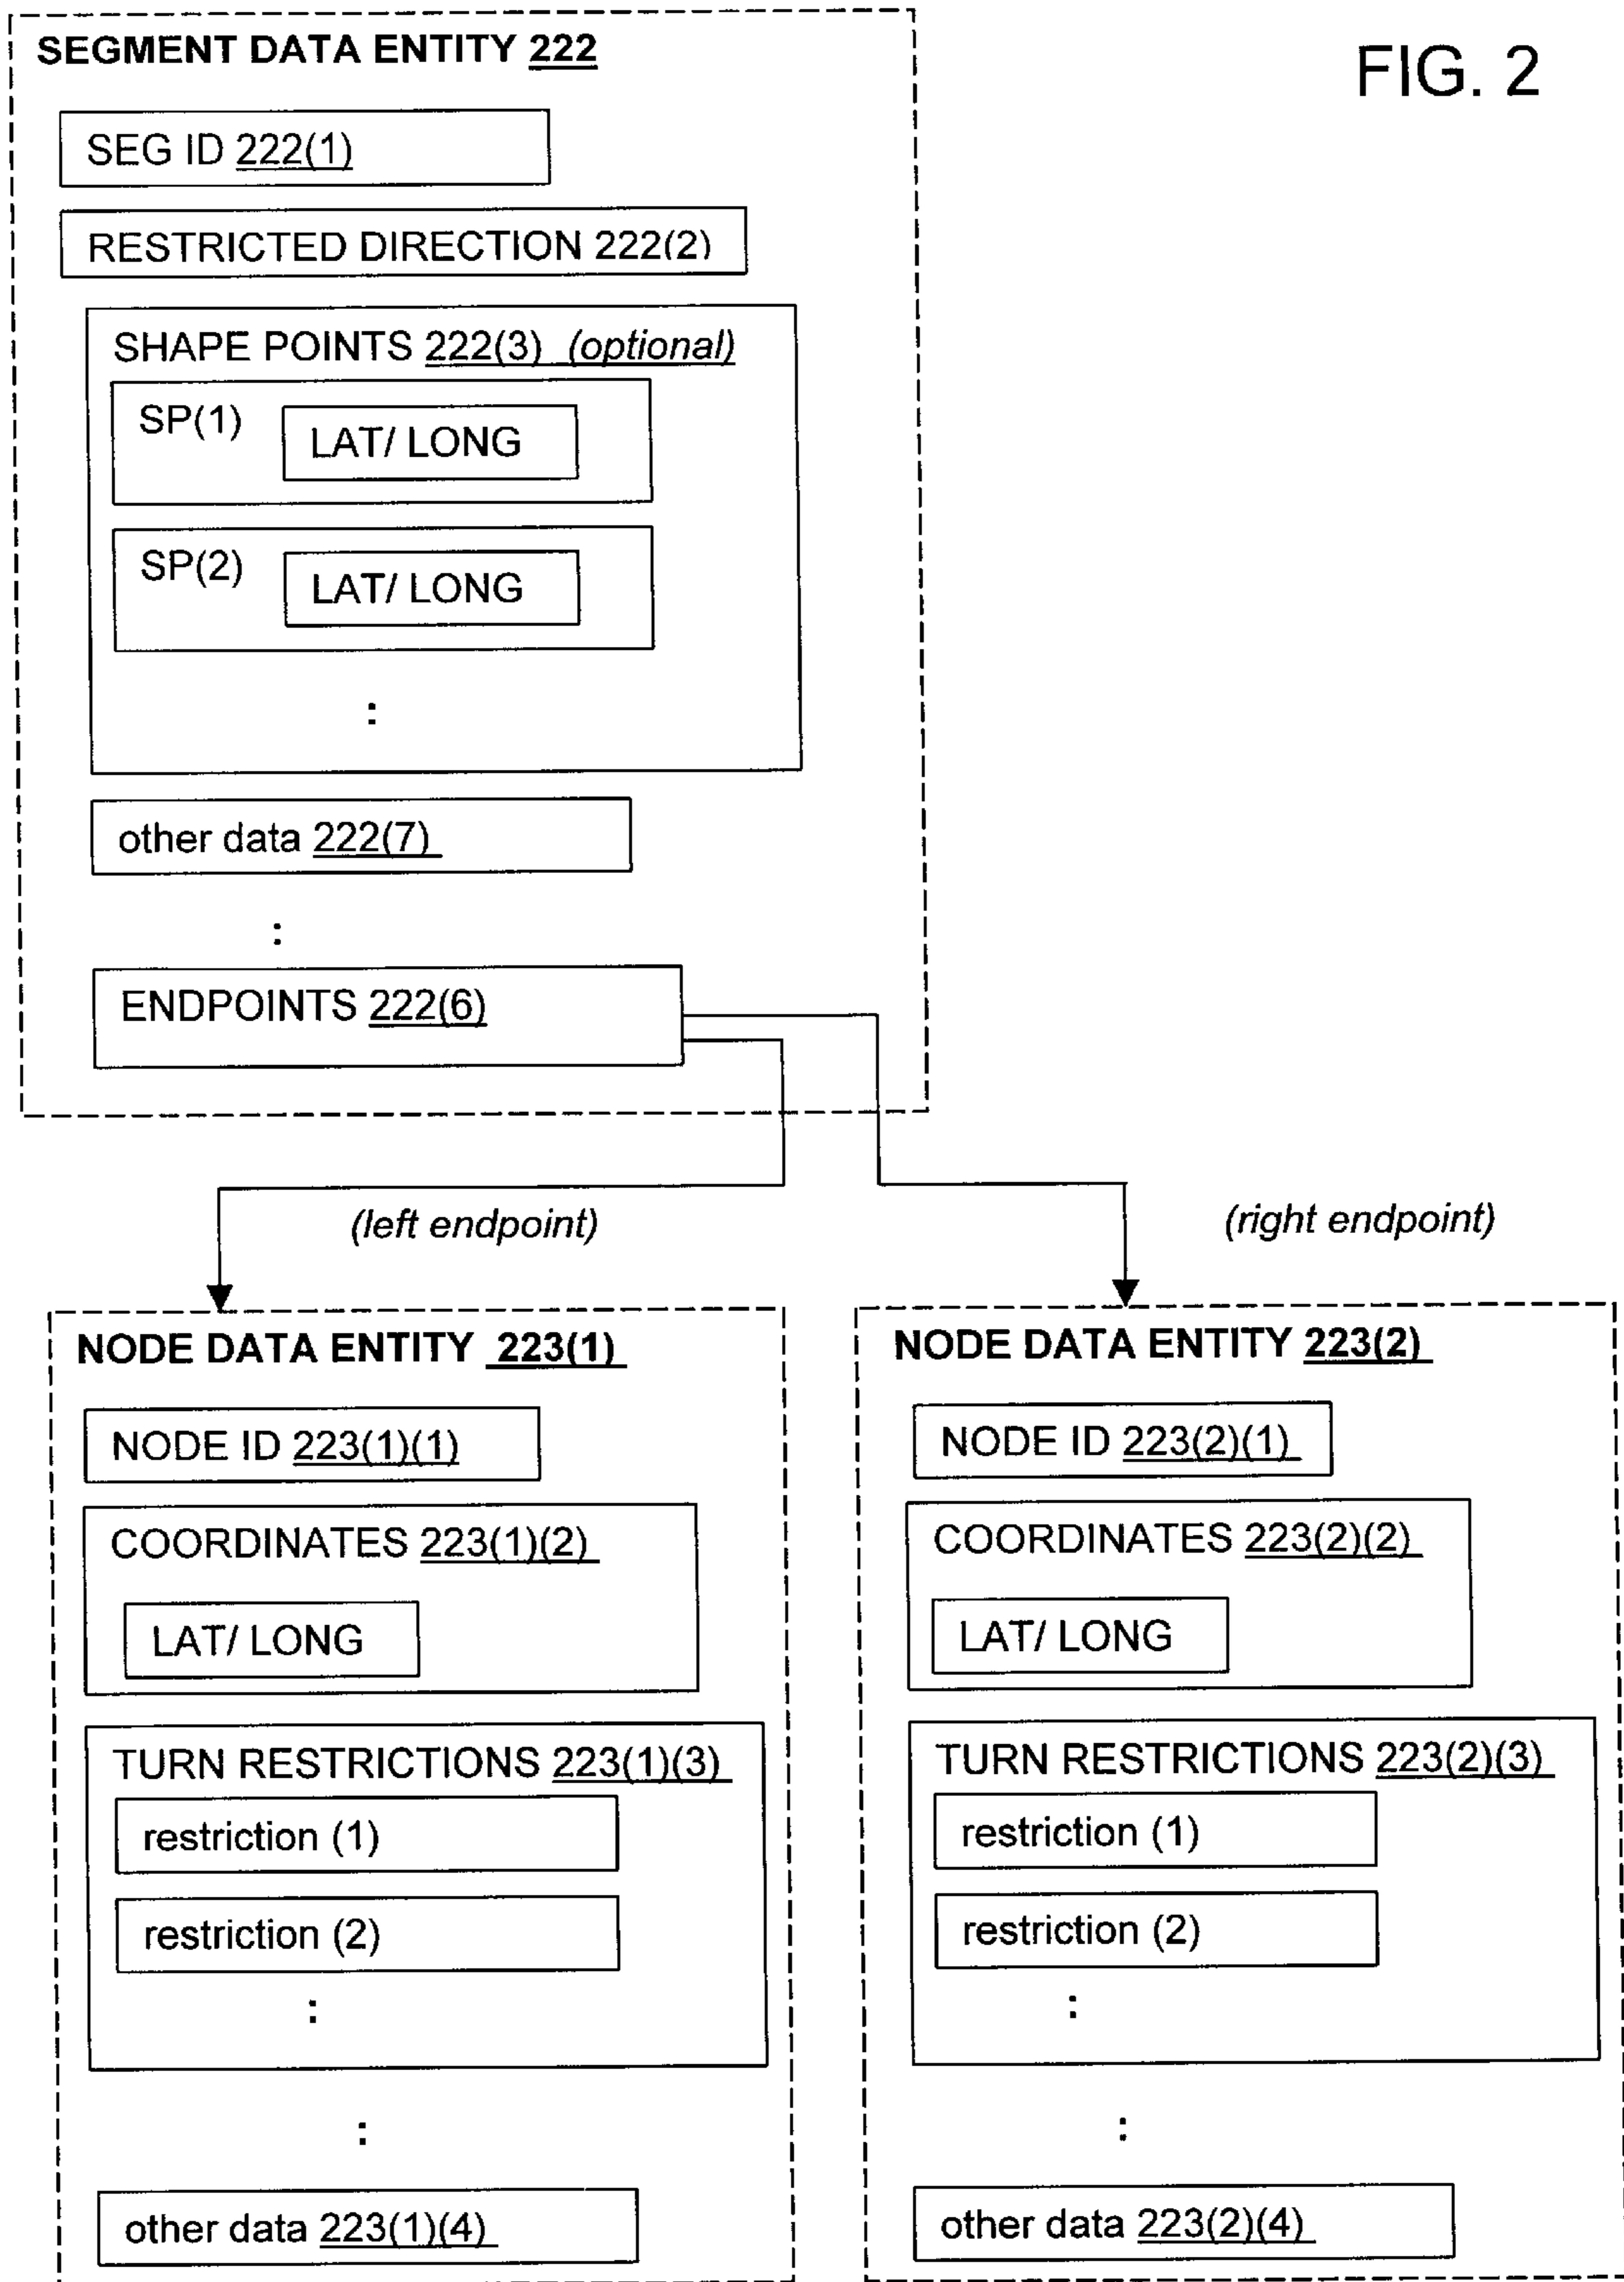 FIG. 2
SEGMENT DATA ENTITY 222
SEG ID 222(1)
RESTRICTED DIRECTION 222(2)
SHAPE POINTS 222(3) (optional)
SP(1)
LAT/ LONG
SP(2)
LAT/ LONG
:
other data 222(7)
:
ENDPOINTS 222(6)
(left endpoint)
(right endpoint)
NODE DATA ENTITY 223(1)
NODE ID 223(1)(1)
COORDINATES 223(1)(2)
LAT/ LONG
TURN RESTRICTIONS 223(1)(3)
restriction (1)
restriction (2)
:
:
other data 223(1)(4)
NODE DATA ENTITY 223(2)
NODE ID 223(2)(1)
COORDINATES 223(2)(2)
LAT/ LONG
TURN RESTRICTIONS 223(2)(3)
restriction (1)
restriction (2)
:
:
other data 223(2)(4)